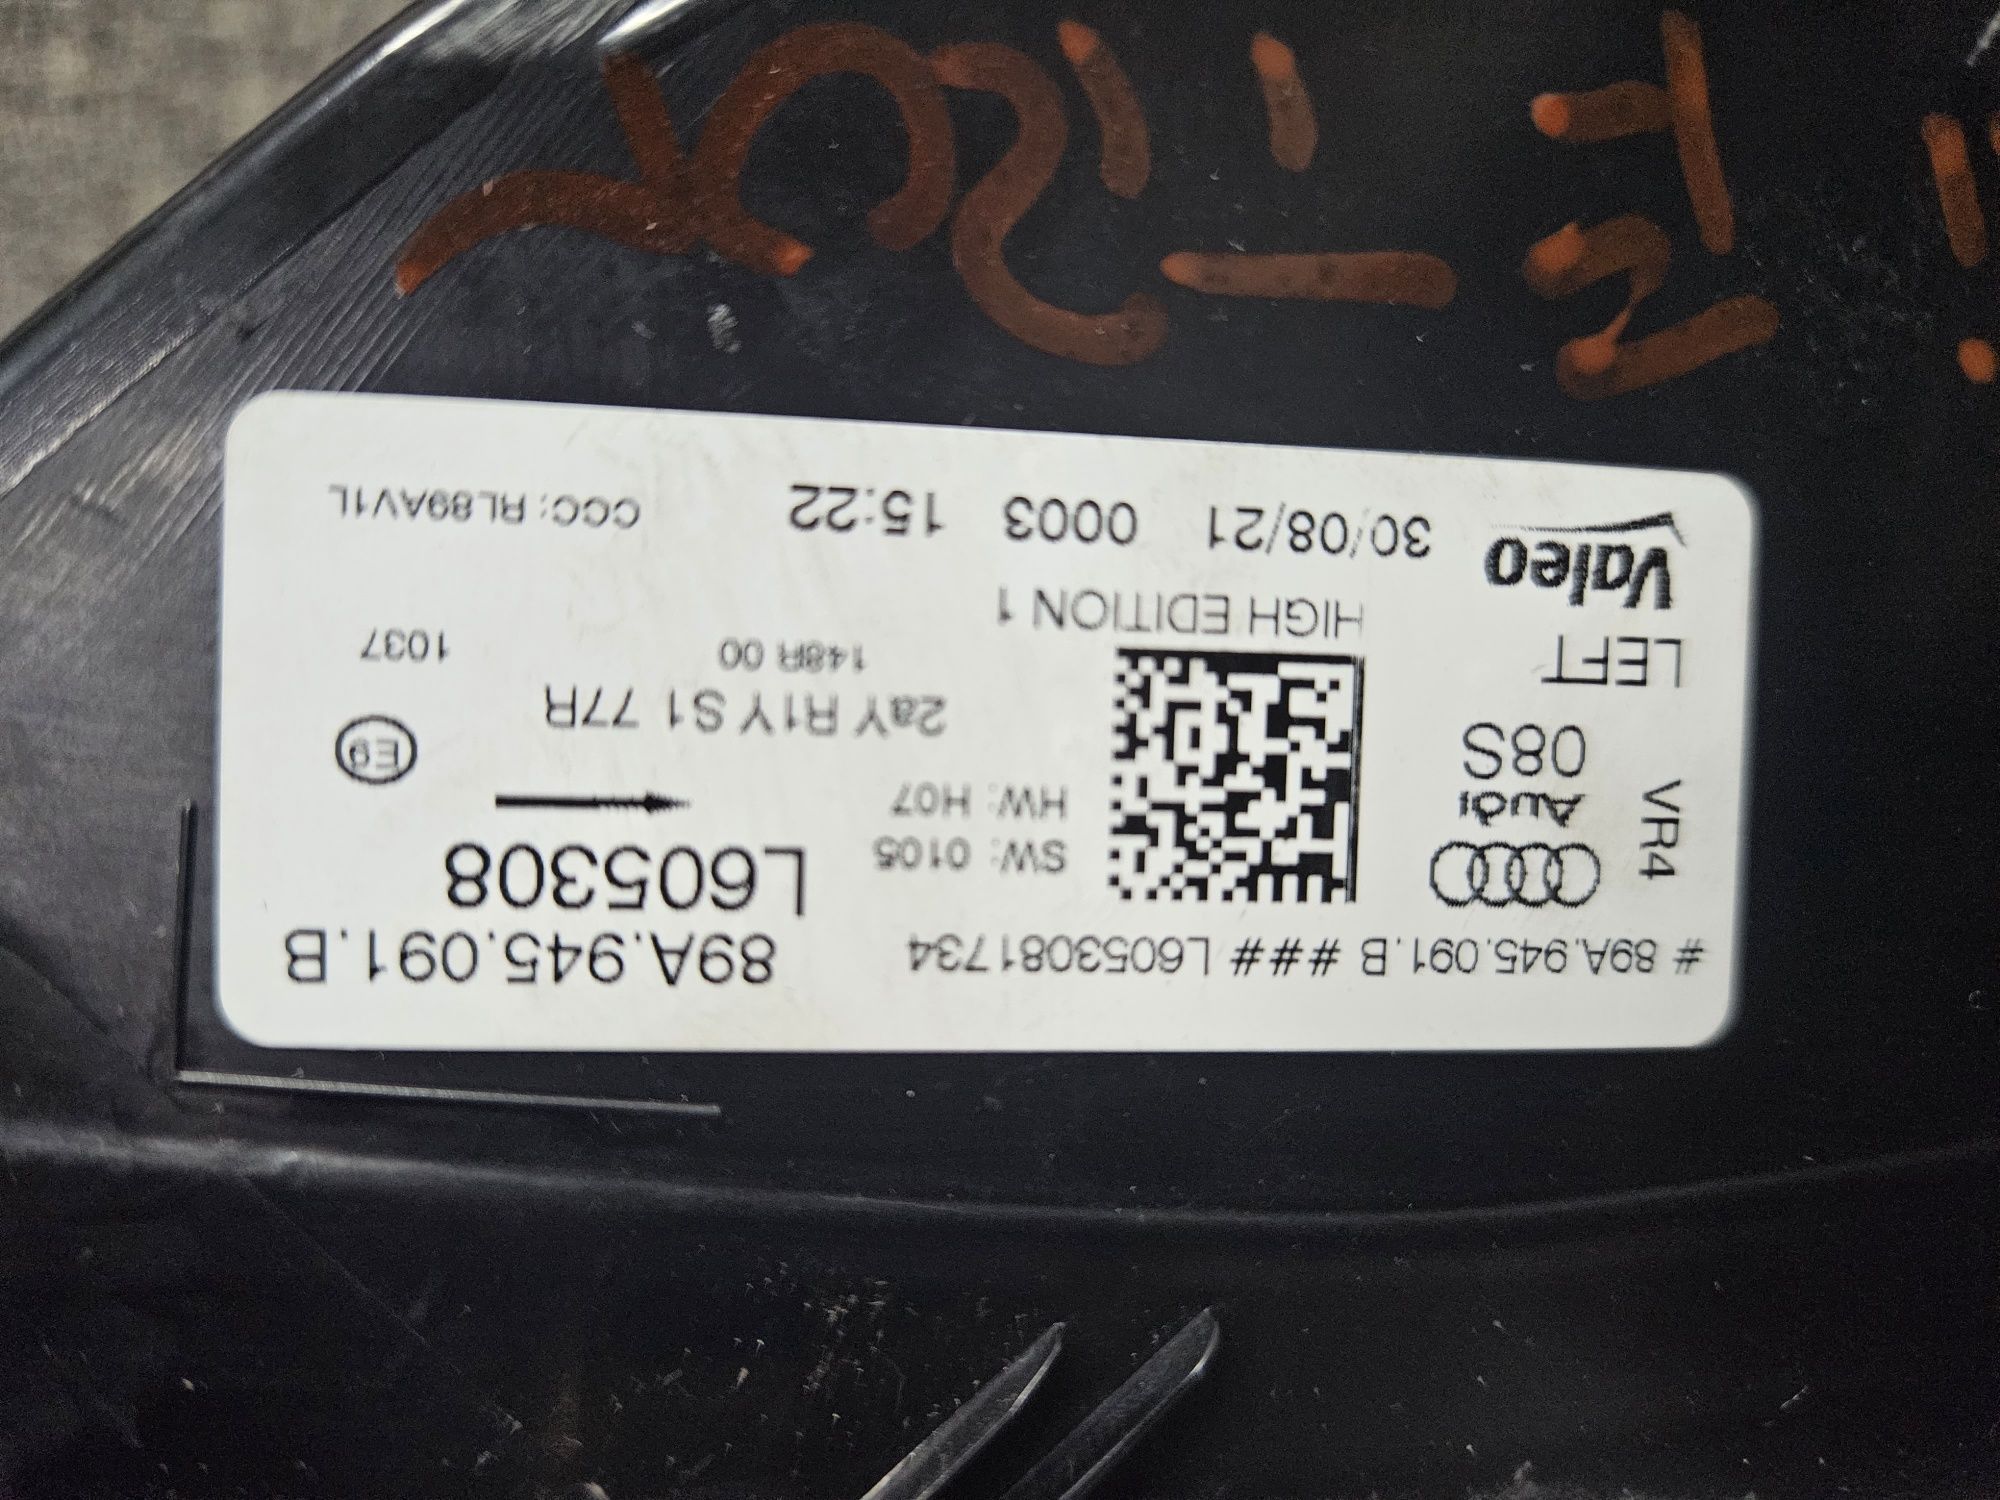 # 89A.945.091.B ### L6053081734
89A.945.091.B
VR4
Audi
08S
SW: 0105
HW: H07
L605308
2aY R1Y S1 77R
148R 00
E9
1037
LEFT
HIGH EDITION 1
Valeo
30/08/21 0003 15:22 CCC: RL89AV1L